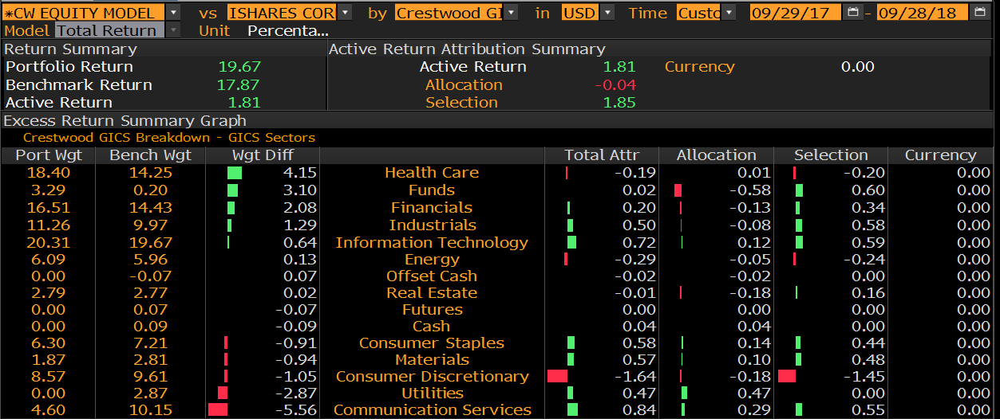 *CW EQUITY MODEL vs ISHARES COR by Crestwood GI in USD Time Custo 09/29/17 - 09/28/18
Model Total Return Unit Percenta...
Return Summary Active Return Attribution Summary
Portfolio Return 19.67 Active Return 1.81 Currency 0.00
Benchmark Return 17.87 Allocation -0.04
Active Return 1.81 Selection 1.85
Excess Return Summary Graph
Crestwood GICS Breakdown - GICS Sectors
Port Wgt Bench Wgt Wgt Diff Total Attr Allocation Selection Currency
18.40 14.25 4.15 Health Care -0.19 0.01 -0.20 0.00
3.29 0.20 3.10 Funds 0.02 -0.58 0.60 0.00
16.51 14.43 2.08 Financials 0.20 -0.13 0.34 0.00
11.26 9.97 1.29 Industrials 0.50 -0.08 0.58 0.00
20.31 19.67 0.64 Information Technology 0.72 0.12 0.59 0.00
6.09 5.96 0.13 Energy -0.29 -0.05 -0.24 0.00
0.00 -0.07 0.07 Offset Cash -0.02 -0.02 0.00 0.00
2.79 2.77 0.02 Real Estate -0.01 -0.18 0.16 0.00
0.00 0.07 -0.07 Futures 0.00 0.00 0.00 0.00
0.00 0.09 -0.09 Cash 0.04 0.04 0.00 0.00
6.30 7.21 -0.91 Consumer Staples 0.58 0.14 0.44 0.00
1.87 2.81 -0.94 Materials 0.57 0.10 0.48 0.00
8.57 9.61 -1.05 Consumer Discretionary -1.64 -0.18 -1.45 0.00
0.00 2.87 -2.87 Utilities 0.47 0.47 0.00 0.00
4.60 10.15 -5.56 Communication Services 0.84 0.29 0.55 0.00